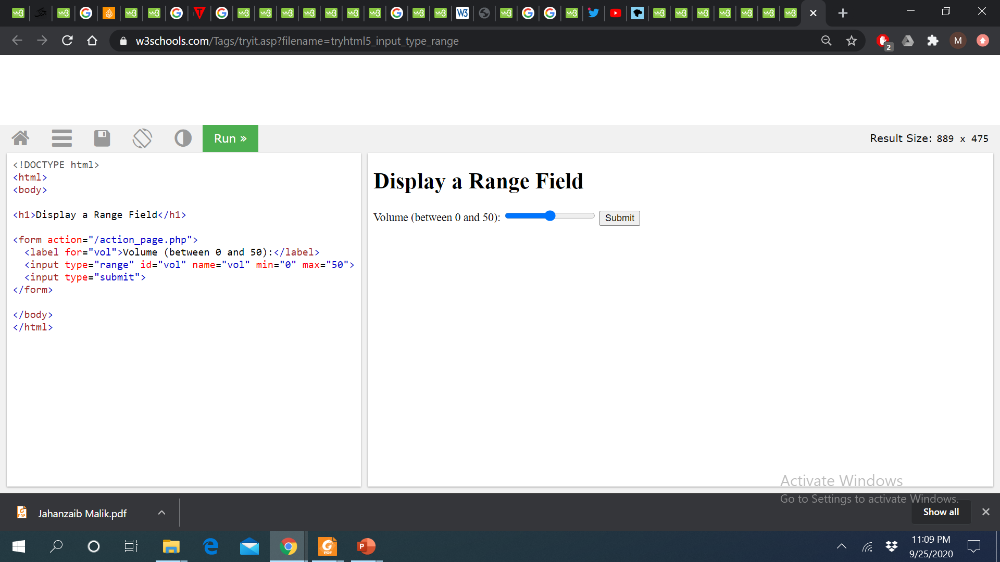 w3schools.com/Tags/tryit.asp?filename=tryhtml5_input_type_range
2
M
Run »
Result Size: 889 x 475
<!DOCTYPE html>
<html>
<body>
<h1>Display a Range Field</h1>
<form action="/action_page.php">
<label for="vol">Volume (between 0 and 50):</label>
<input type="range" id="vol" name="vol" min="0" max="50">
<input type="submit">
</form>
</body>
</html>
Display a Range Field
Volume (between 0 and 50): Submit
Activate Windows
Go to Settings to activate Windows.
Jahanzaib Malik.pdf
Show all
11:09 PM
9/25/2020